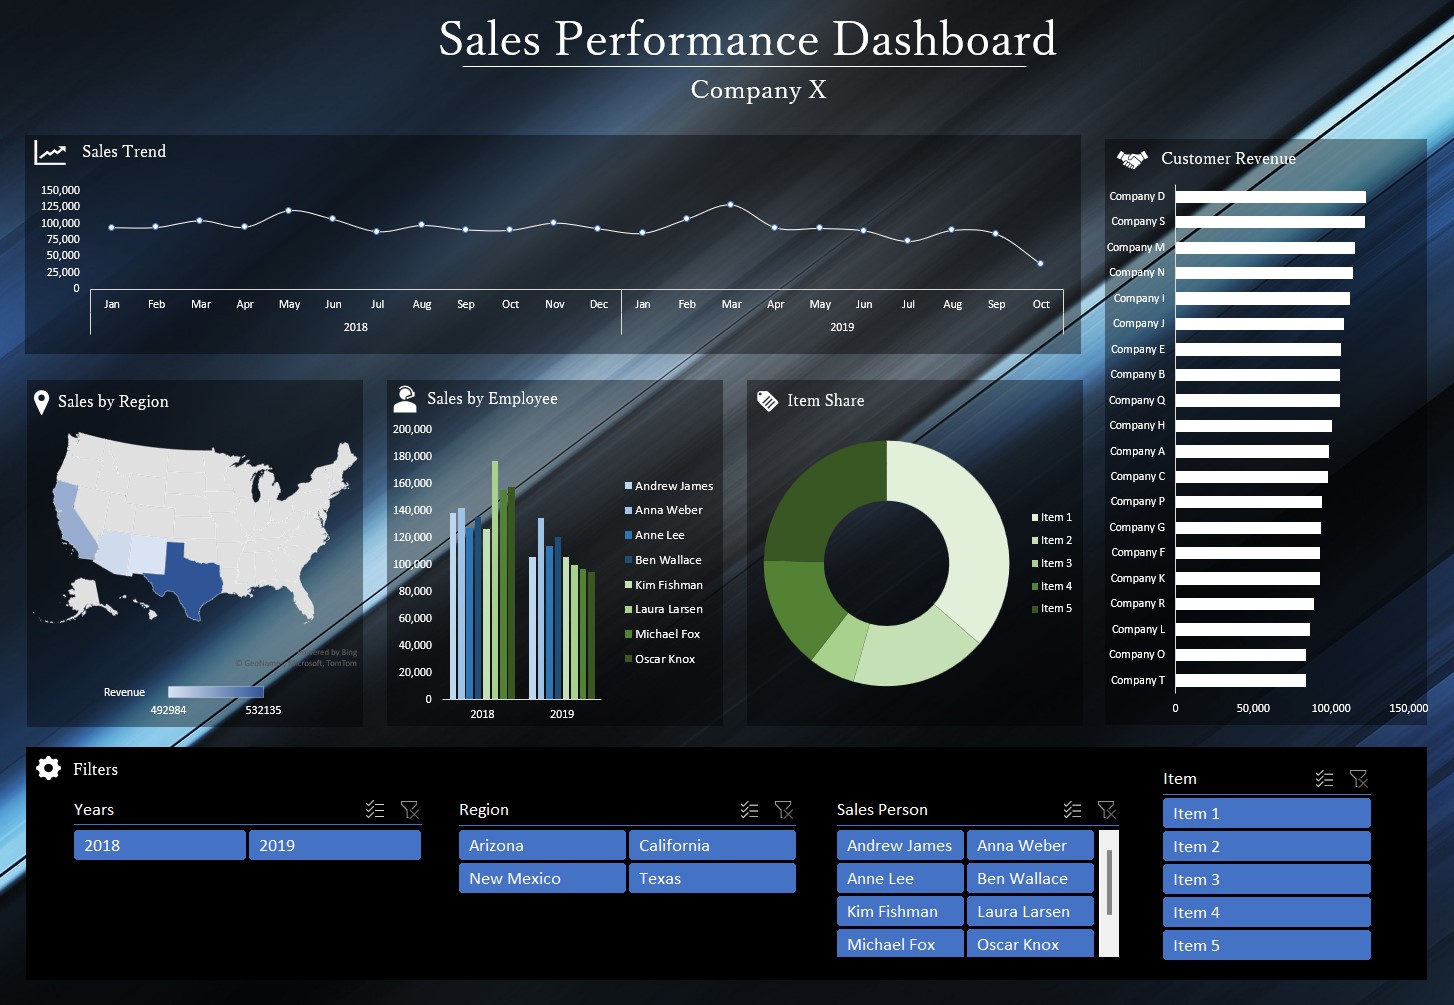 Sales Performance Dashboard
Company X
Sales Trend
150,000
125,000
100,000
75,000
50,000
25,000
0
Jan Feb Mar Apr May Jun Jul Aug Sep Oct Nov Dec Jan Feb Mar Apr May Jun Jul Aug Sep Oct
2018 2019
Customer Revenue
Company D
Company S
Company M
Company N
Company I
Company J
Company E
Company B
Company Q
Company H
Company A
Company C
Company P
Company G
Company F
Company K
Company R
Company L
Company O
Company T
0 50,000 100,000 150,000
Sales by Region
by Bing
© GeoNames, Microsoft, TomTom
Revenue
492984 532135
Sales by Employee
200,000
180,000
160,000
140,000
120,000
100,000
80,000
60,000
40,000
20,000
0
2018 2019
Andrew James
Anna Weber
Anne Lee
Ben Wallace
Kim Fishman
Laura Larsen
Michael Fox
Oscar Knox
Item Share
Item 1
Item 2
Item 3
Item 4
Item 5
Filters
Years
2018 2019
Region
Arizona California
New Mexico Texas
Sales Person
Andrew James Anna Weber
Anne Lee Ben Wallace
Kim Fishman Laura Larsen
Michael Fox Oscar Knox
Item
Item 1
Item 2
Item 3
Item 4
Item 5